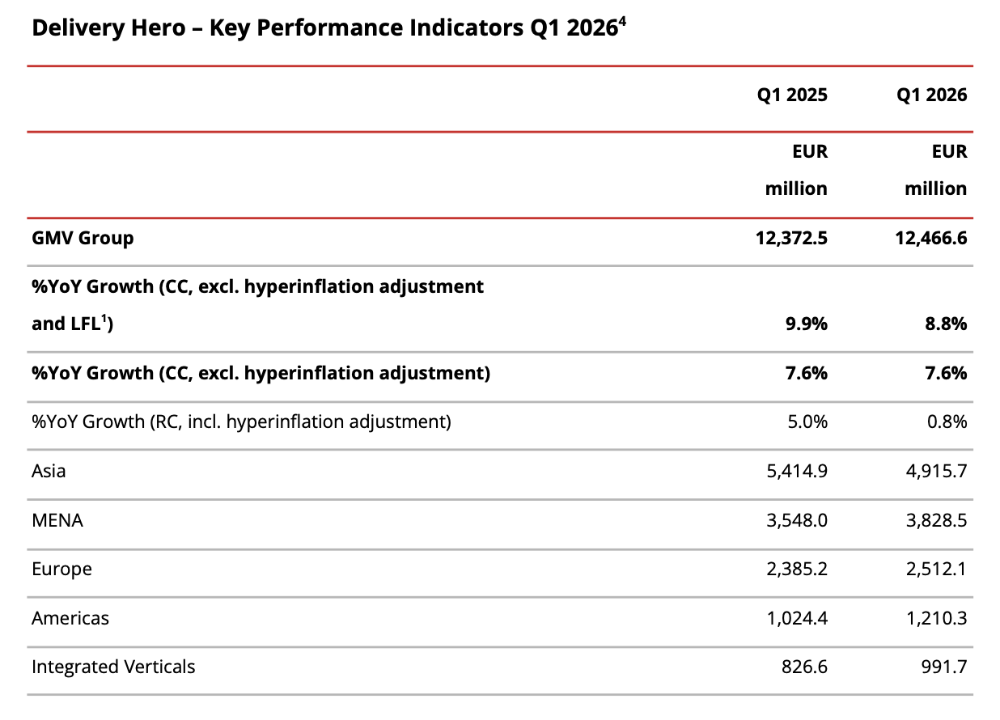 Delivery Hero – Key Performance Indicators Q1 2026⁴
Q1 2025 Q1 2026
EUR EUR
million million
GMV Group 12,372.5 12,466.6
%YoY Growth (CC, excl. hyperinflation adjustment
and LFL¹) 9.9% 8.8%
%YoY Growth (CC, excl. hyperinflation adjustment) 7.6% 7.6%
%YoY Growth (RC, incl. hyperinflation adjustment) 5.0% 0.8%
Asia 5,414.9 4,915.7
MENA 3,548.0 3,828.5
Europe 2,385.2 2,512.1
Americas 1,024.4 1,210.3
Integrated Verticals 826.6 991.7